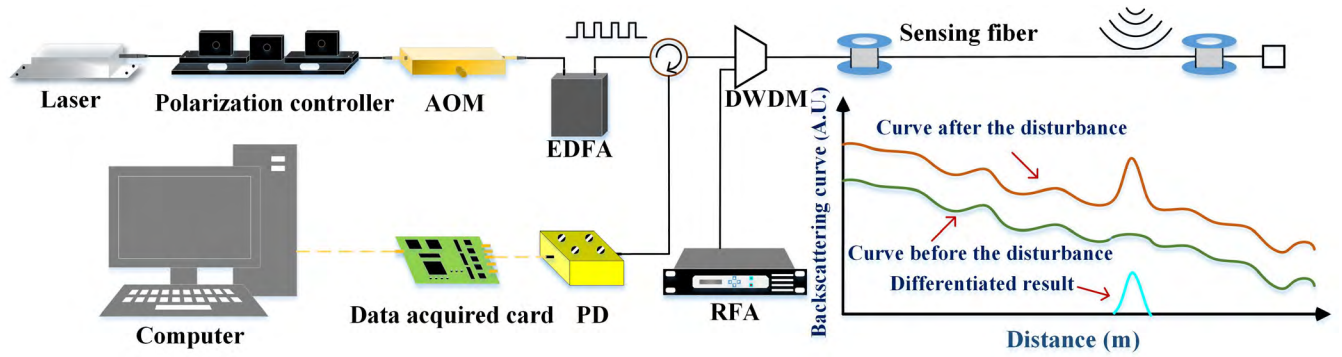 Laser
Polarization controller
AOM
EDFA
DWDM
Sensing fiber
Computer
Data acquired card
PD
RFA
Backscattering curve (A.U.)
Curve after the disturbance
Curve before the disturbance
Differentiated result
Distance (m)